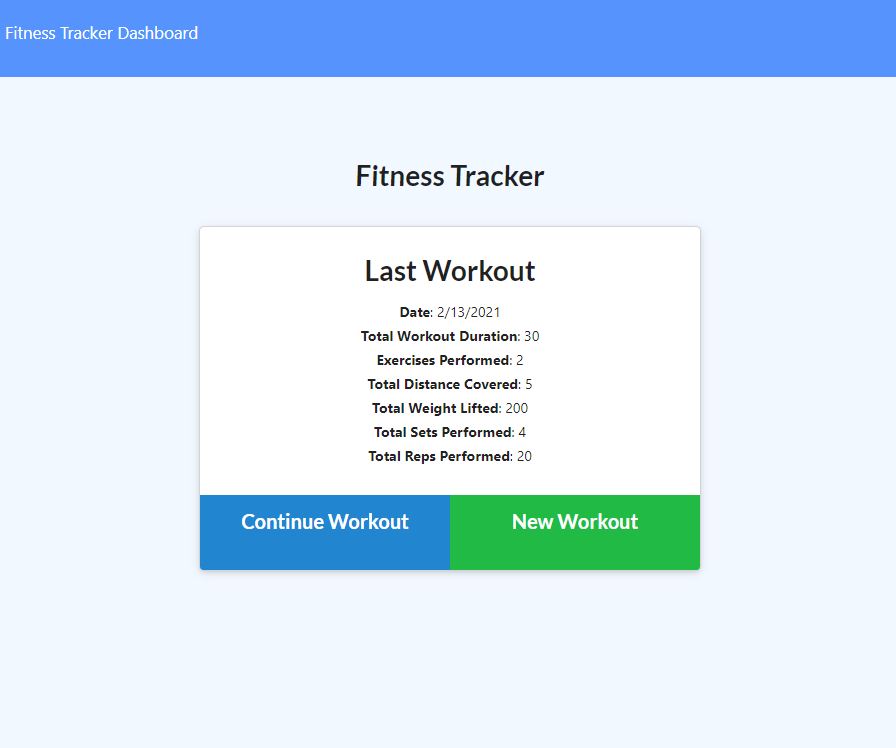 Fitness Tracker Dashboard
Fitness Tracker
Last Workout
Date: 2/13/2021
Total Workout Duration: 30
Exercises Performed: 2
Total Distance Covered: 5
Total Weight Lifted: 200
Total Sets Performed: 4
Total Reps Performed: 20
Continue Workout
New Workout